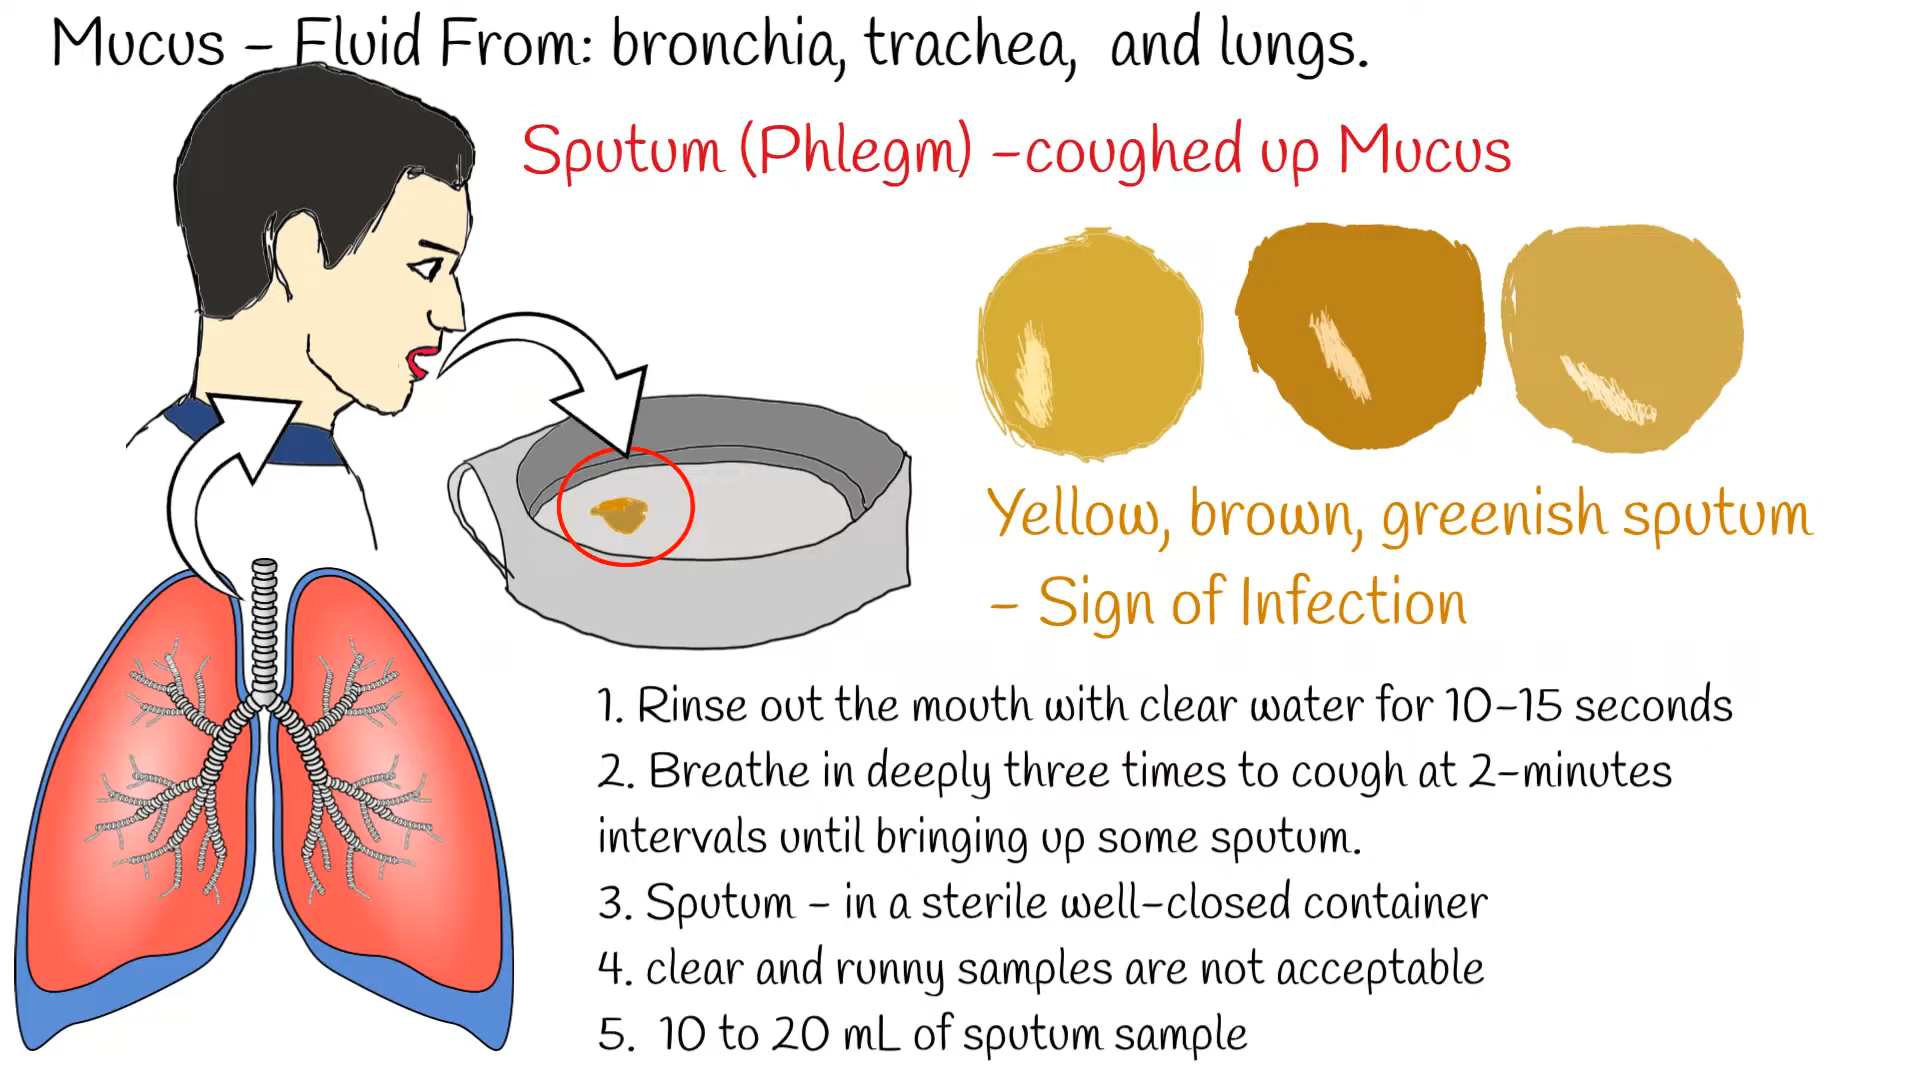 Mucus – Fluid From: bronchia, trachea, and lungs.
Sputum (Phlegm) –coughed up Mucus
Yellow, brown, greenish sputum
– Sign of Infection
1. Rinse out the mouth with clear water for 10–15 seconds
2. Breathe in deeply three times to cough at 2–minutes
intervals until bringing up some sputum.
3. Sputum – in a sterile well–closed container
4. clear and runny samples are not acceptable
5. 10 to 20 mL of sputum sample